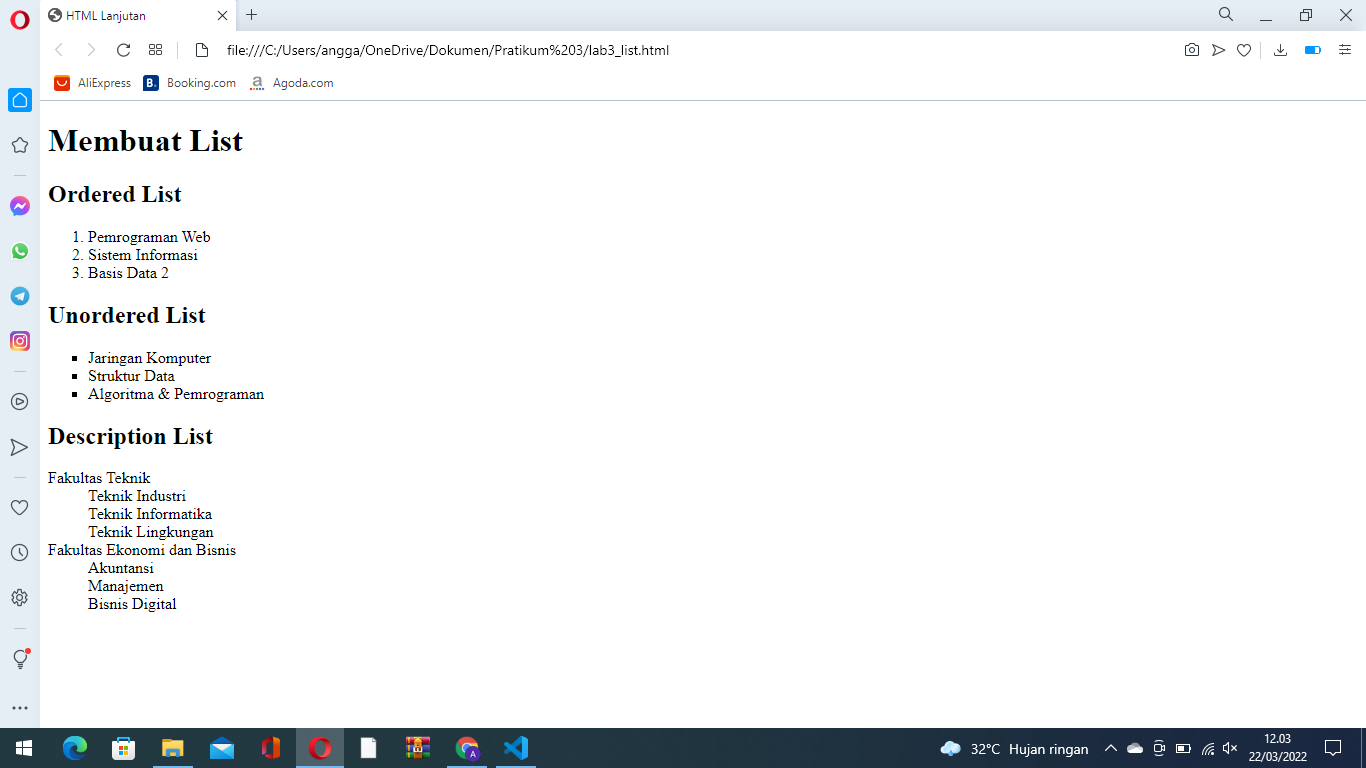 HTML Lanjutan
file:///C:/Users/angga/OneDrive/Dokumen/Pratikum%203/lab3_list.html
AliExpress B. Booking.com a Agoda.com
Membuat List
Ordered List
1. Pemrograman Web
2. Sistem Informasi
3. Basis Data 2
Unordered List
Jaringan Komputer
Struktur Data
Algoritma & Pemrograman
Description List
Fakultas Teknik
Teknik Industri
Teknik Informatika
Teknik Lingkungan
Fakultas Ekonomi dan Bisnis
Akuntansi
Manajemen
Bisnis Digital
32°C Hujan ringan
12.03
22/03/2022